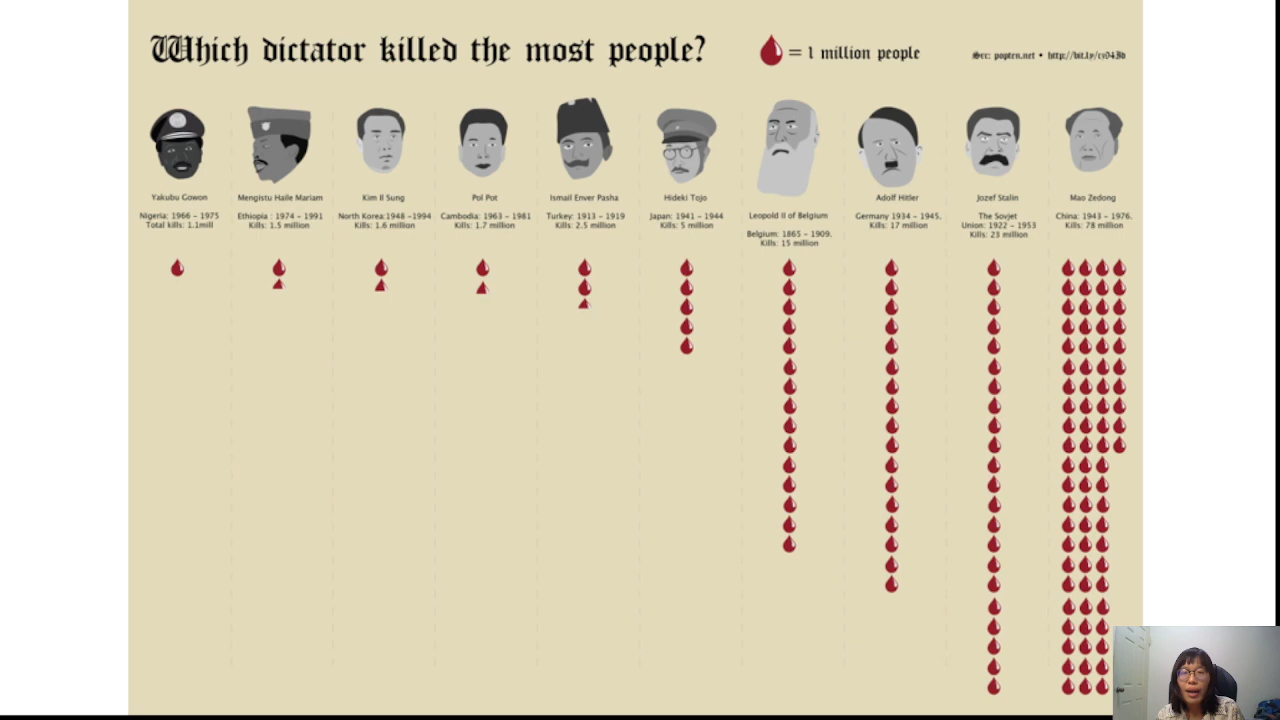 Which dictator killed the most people?
= 1 million people
Src: popten.net •
Yakubu Gowon
Nigeria: 1966 - 1975
Total kills: 1.1mill
Mengistu Haile Mariam
Ethiopia : 1974 - 1991
Kills: 1.5 million
Kim Il Sung
North Korea:1948 -1994
Kills: 1.6 million
Pol Pot
Cambodia: 1963 - 1981
Kills: 1.7 million
Ismail Enver Pasha
Turkey: 1913 - 1919
Kills: 2.5 million
Hideki Tojo
Japan: 1941 - 1944
Kills: 5 million
Leopold II of Belgium
Belgium: 1865 - 1909.
Kills: 15 million
Adolf Hitler
Germany 1934 - 1945.
Kills: 17 million
Jozef Stalin
The Sovjet
Union: 1922 - 1953
Kills: 23 million
Mao Zedong
China: 1943 - 1976.
Kills: 78 million